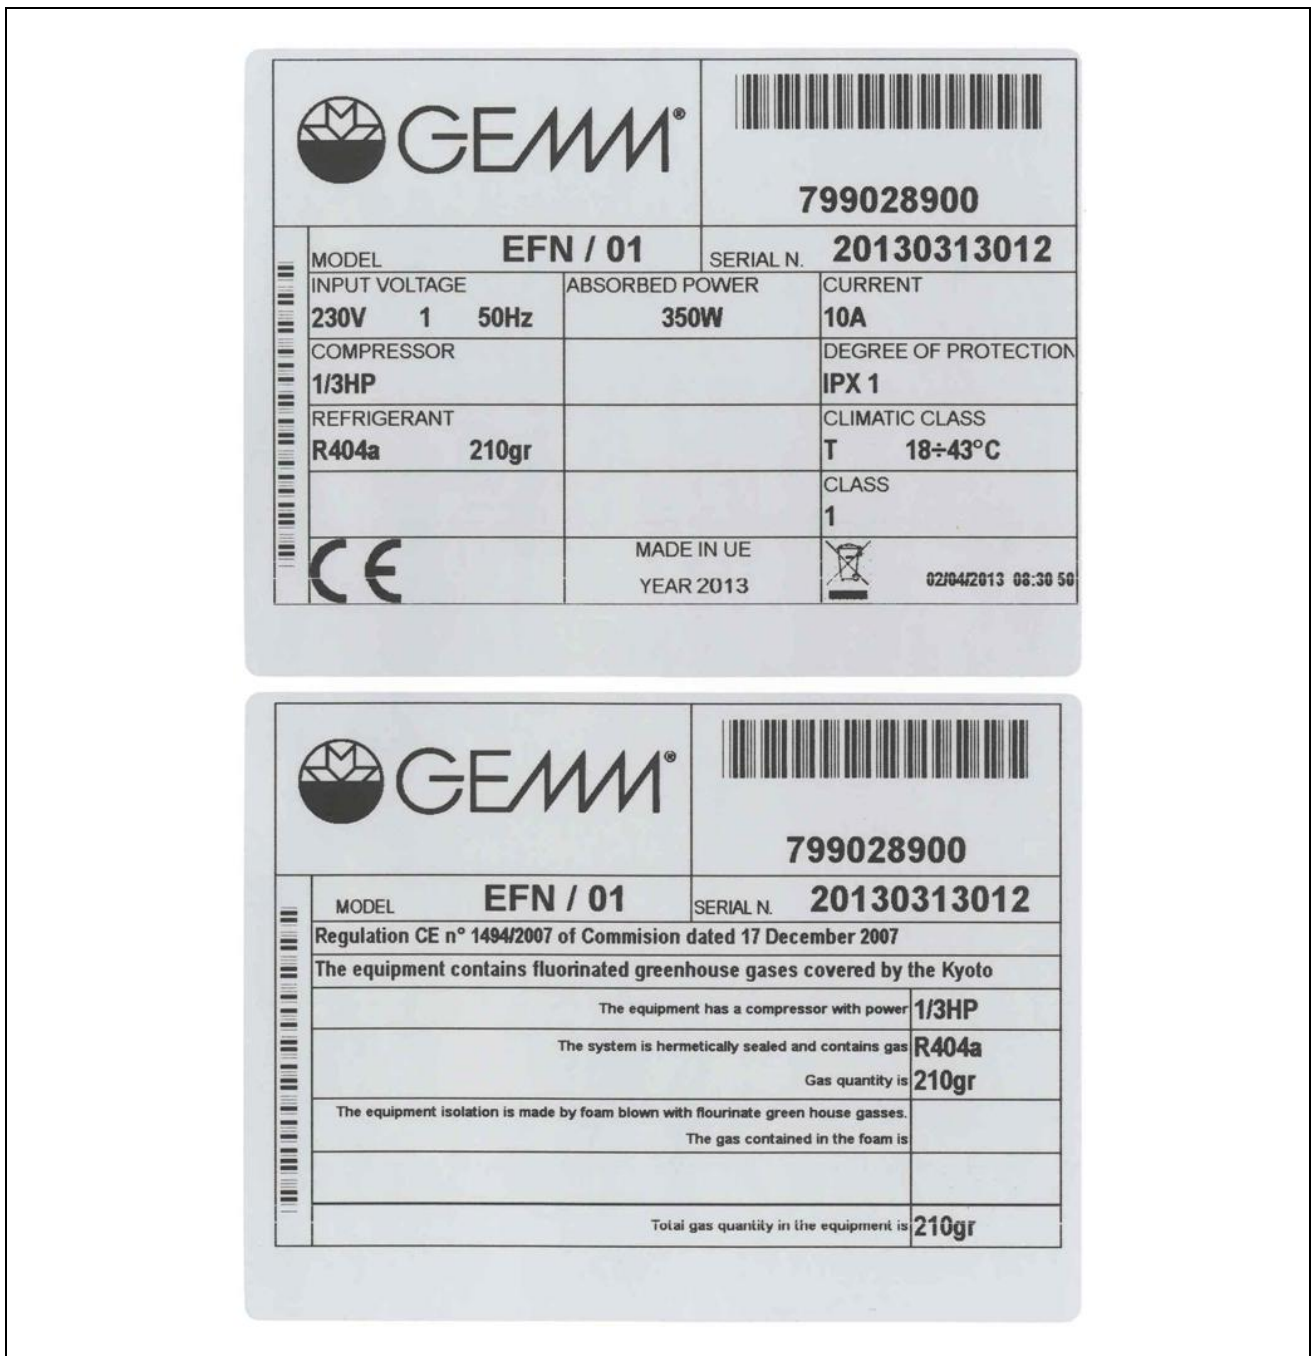 GEMM®
799028900
MODEL EFN / 01 SERIAL N. 20130313012
INPUT VOLTAGE ABSORBED POWER CURRENT
230V 1 50Hz 350W 10A
COMPRESSOR DEGREE OF PROTECTION
1/3HP IPX 1
REFRIGERANT CLIMATIC CLASS
R404a 210gr T 18÷43°C
CLASS
1
CE MADE IN UE
YEAR 2013 02/04/2013 08:30 50
GEMM®
799028900
MODEL EFN / 01 SERIAL N. 20130313012
Regulation CE n° 1494/2007 of Commision dated 17 December 2007
The equipment contains fluorinated greenhouse gases covered by the Kyoto
The equipment has a compressor with power 1/3HP
The system is hermetically sealed and contains gas R404a
Gas quantity is 210gr
The equipment isolation is made by foam blown with flourinate green house gasses.
The gas contained in the foam is
Total gas quantity in the equipment is 210gr